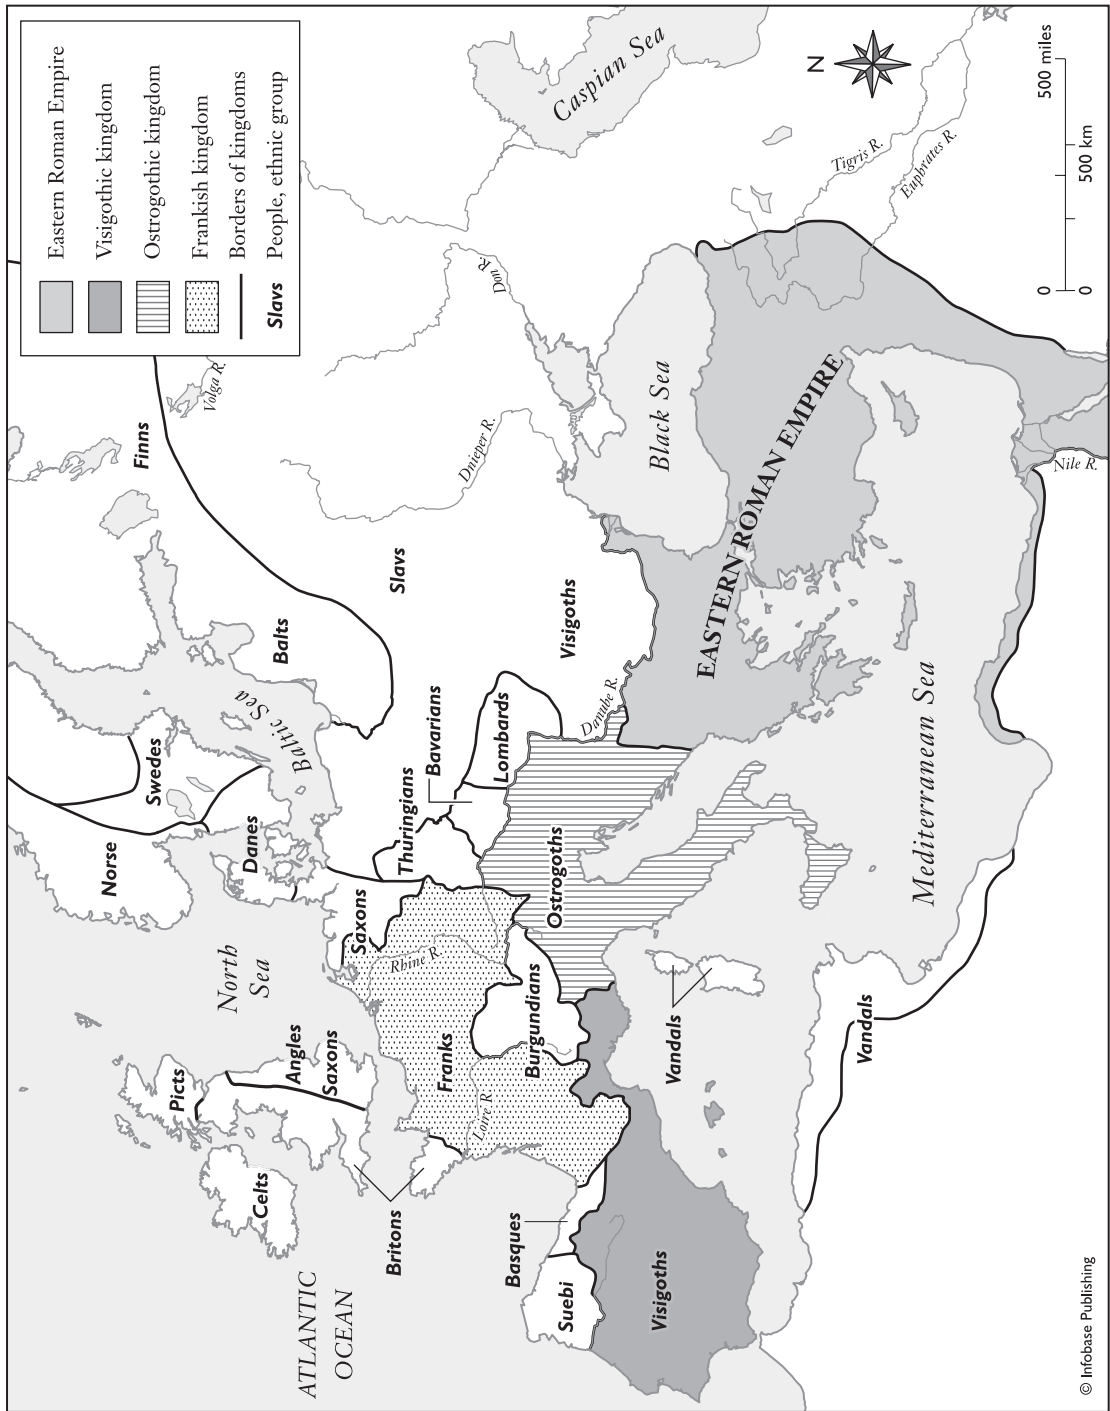 Eastern Roman Empire
Visigothic kingdom
Ostrogothic kingdom
Frankish kingdom
Borders of kingdoms
Slavs People, ethnic group
Norse
Swedes
Finns
Volga R.
Danes
Baltic Sea
Balts
North
Sea
Picts
Celts
Angles
Saxons
Saxons
Thuringians
Bavarians
Slavs
Dnieper R.
Don R.
Caspian Sea
ATLANTIC
OCEAN
Britons
Rhine R.
Franks
Loire R.
Lombards
Burgundians
Ostrogoths
Danube R.
Visigoths
Black Sea
Basques
Suebi
Visigoths
Vandals
EASTERN ROMAN EMPIRE
Tigris R.
Euphrates R.
N
Vandals
Mediterranean Sea
Nile R.
0 500 miles
0 500 km
© Infobase Publishing